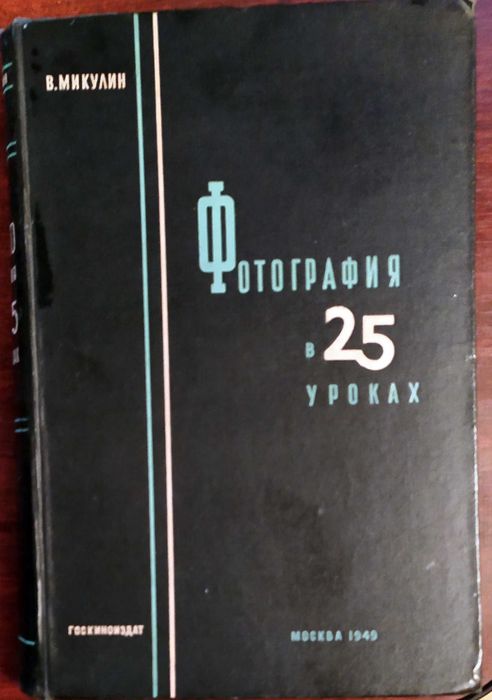 В. МИКУЛИН
ФОТОГРАФИЯ
В 25
УРОКАХ
ГОСКИНОИЗДАТ
МОСКВА 1949